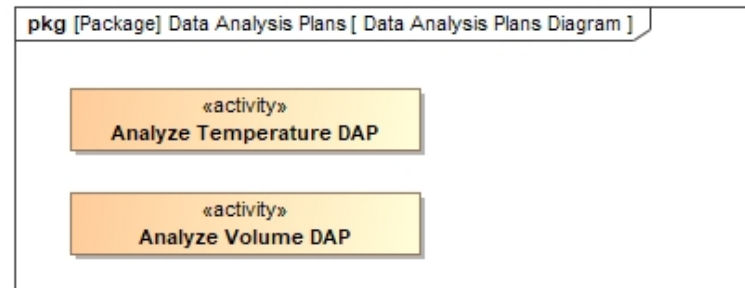 pkg [Package] Data Analysis Plans [ Data Analysis Plans Diagram ]
«activity»
Analyze Temperature DAP
«activity»
Analyze Volume DAP